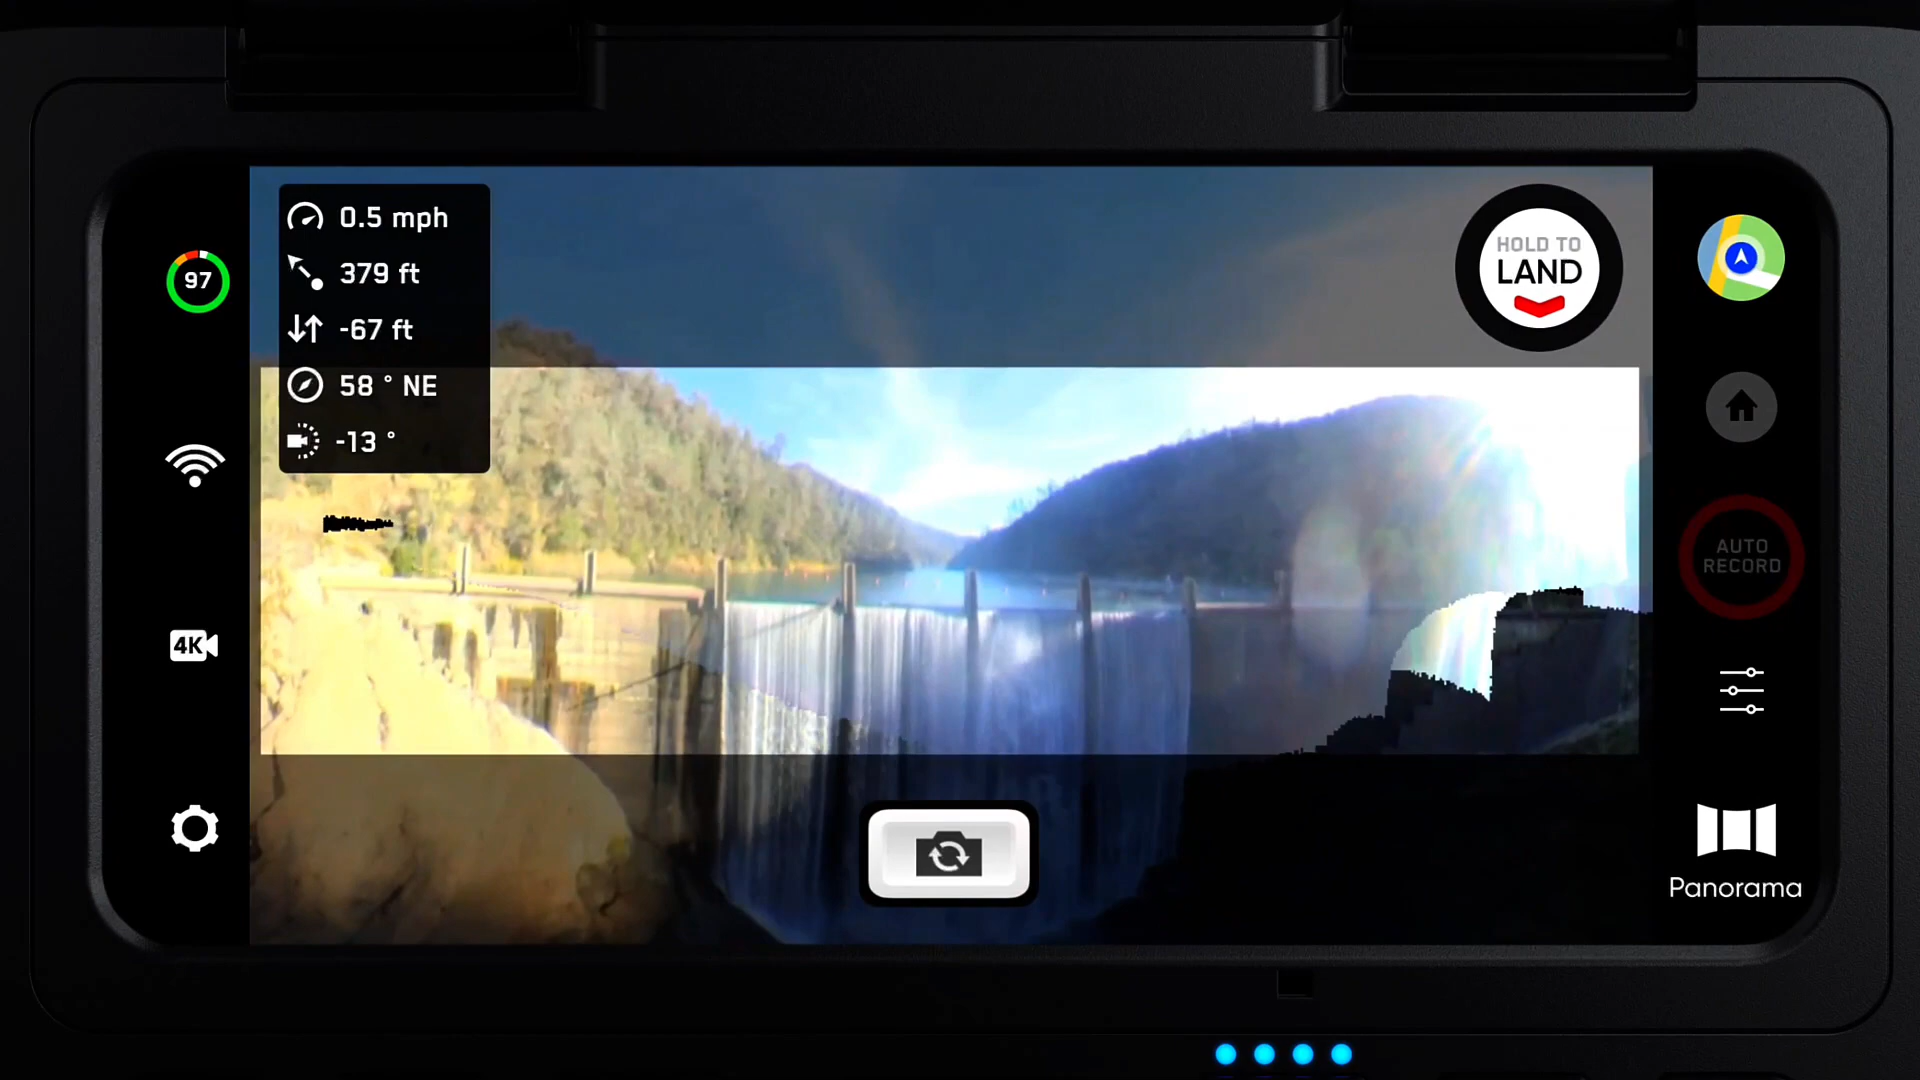 0.5 mph
379 ft
-67 ft
58 ° NE
-13 °
97
4K
HOLD TO
LAND
AUTO
RECORD
Panorama